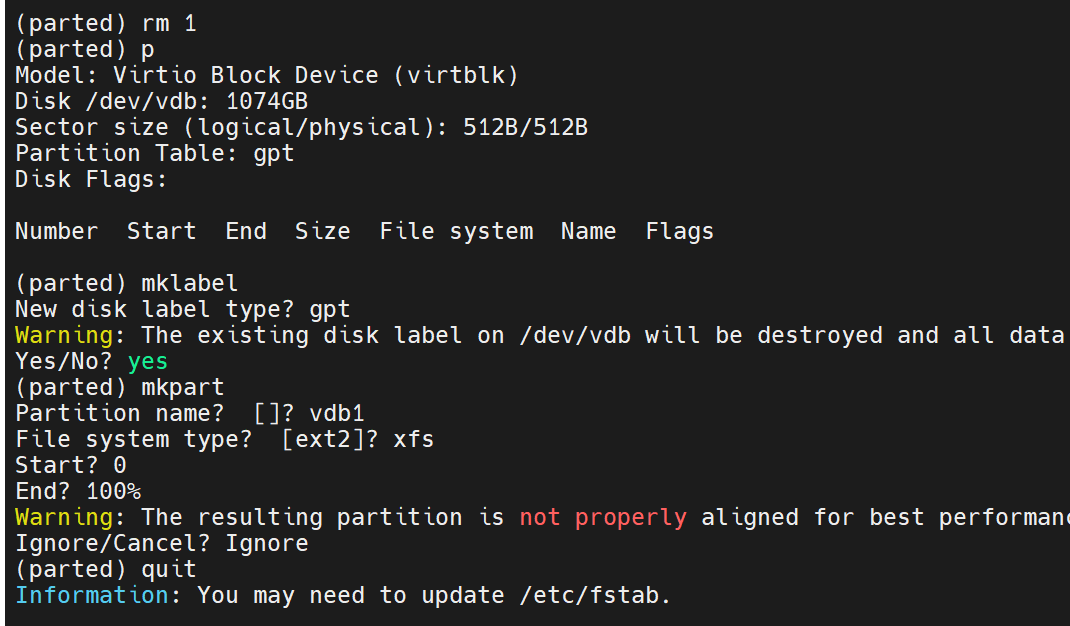 (parted) rm 1
(parted) p
Model: Virtio Block Device (virtblk)
Disk /dev/vdb: 1074GB
Sector size (logical/physical): 512B/512B
Partition Table: gpt
Disk Flags:
Number  Start  End  Size  File system  Name  Flags
(parted) mklabel
New disk label type? gpt
Warning: The existing disk label on /dev/vdb will be destroyed and all data
Yes/No? yes
(parted) mkpart
Partition name?  []? vdb1
File system type?  [ext2]? xfs
Start? 0
End? 100%
Warning: The resulting partition is not properly aligned for best performanc
Ignore/Cancel? Ignore
(parted) quit
Information: You may need to update /etc/fstab.